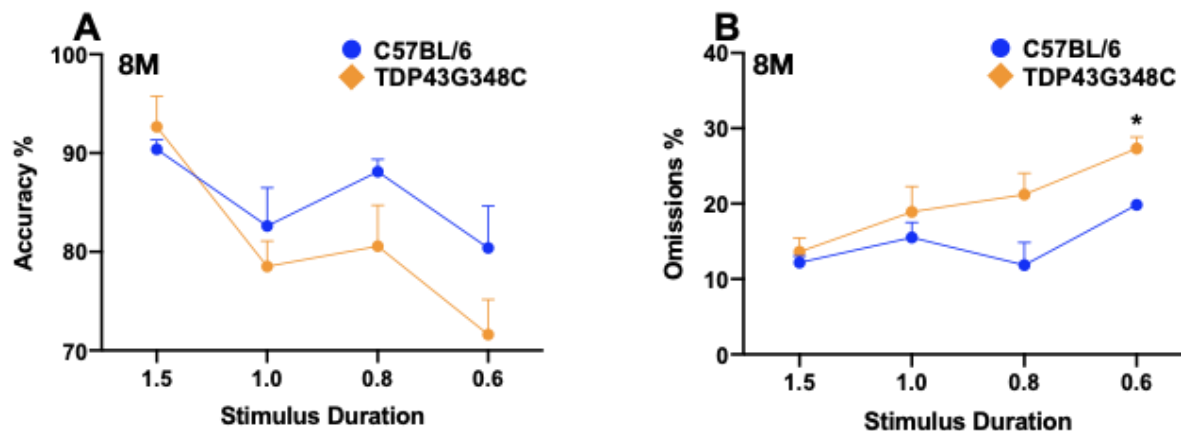 A
8M
C57BL/6
TDP43G348C
100
90
80
70
Accuracy %
1.5 1.0 0.8 0.6
Stimulus Duration
B
8M
C57BL/6
TDP43G348C
*
40
30
20
10
0
Omissions %
1.5 1.0 0.8 0.6
Stimulus Duration